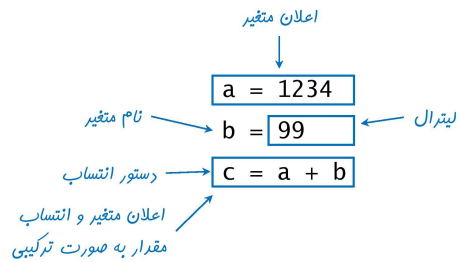 اعلان متغیر
a = 1234
نام متغیر
b = 99
لیترال
دستور انتساب
c = a + b
اعلان متغیر و انتساب
مقدار به صورت ترکیبی